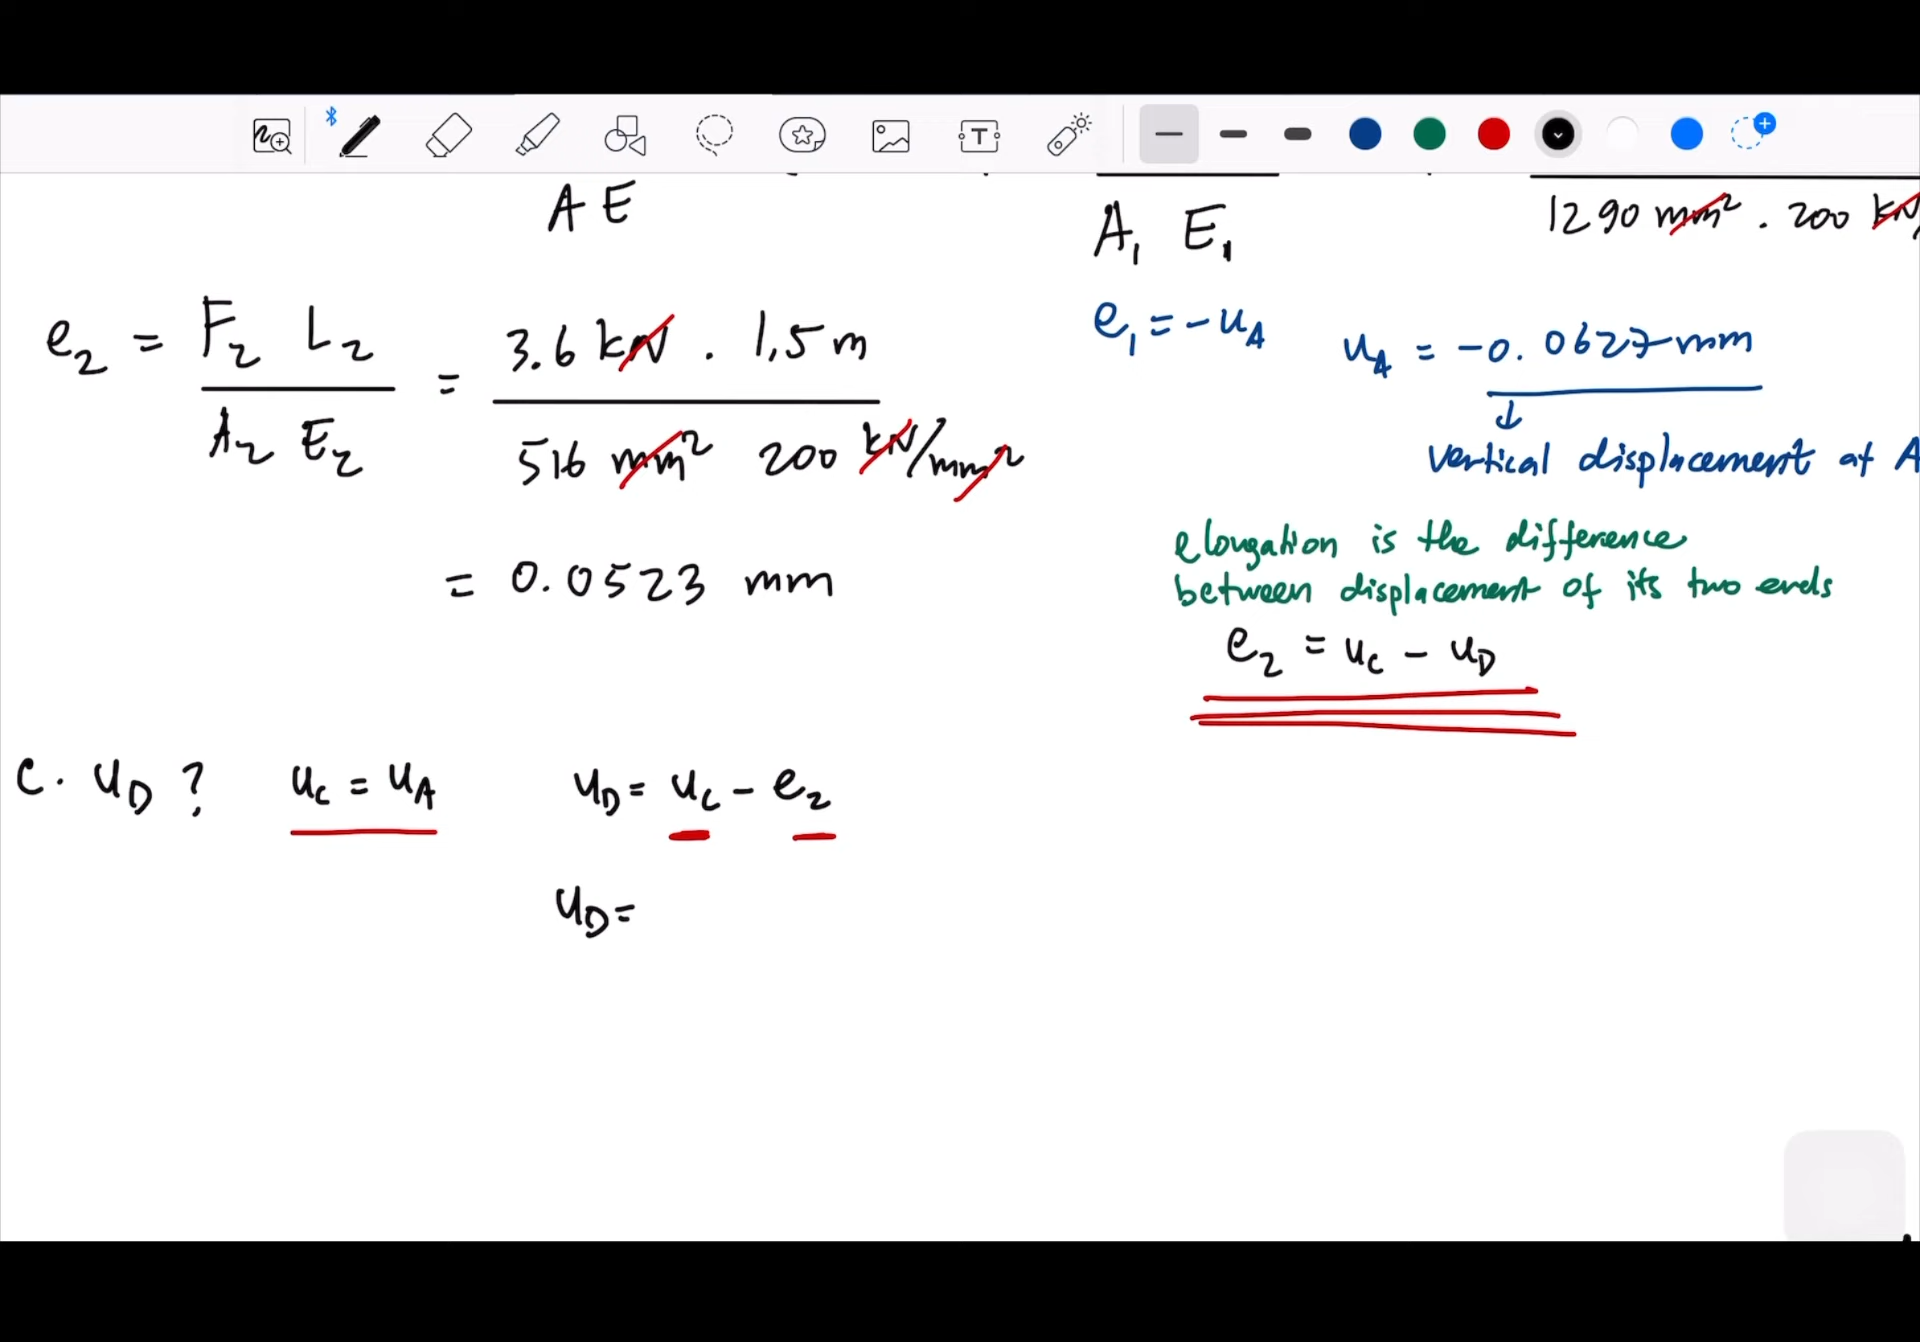 A E
A₁ E₁
1290 mm² . 200 kN
e₂ = F₂ L₂ / A₂ E₂ = 3.6 kN . 1,5 m / 516 mm² 200 kN/mm²
= 0.0523 mm
e₁ = -u_A
u_A = -0.0627 mm
vertical displacement at A
elongation is the difference
between displacement of its two ends
e₂ = u_C - u_D
C. u_D ? u_C = u_A u_D = u_C - e₂
u_D =